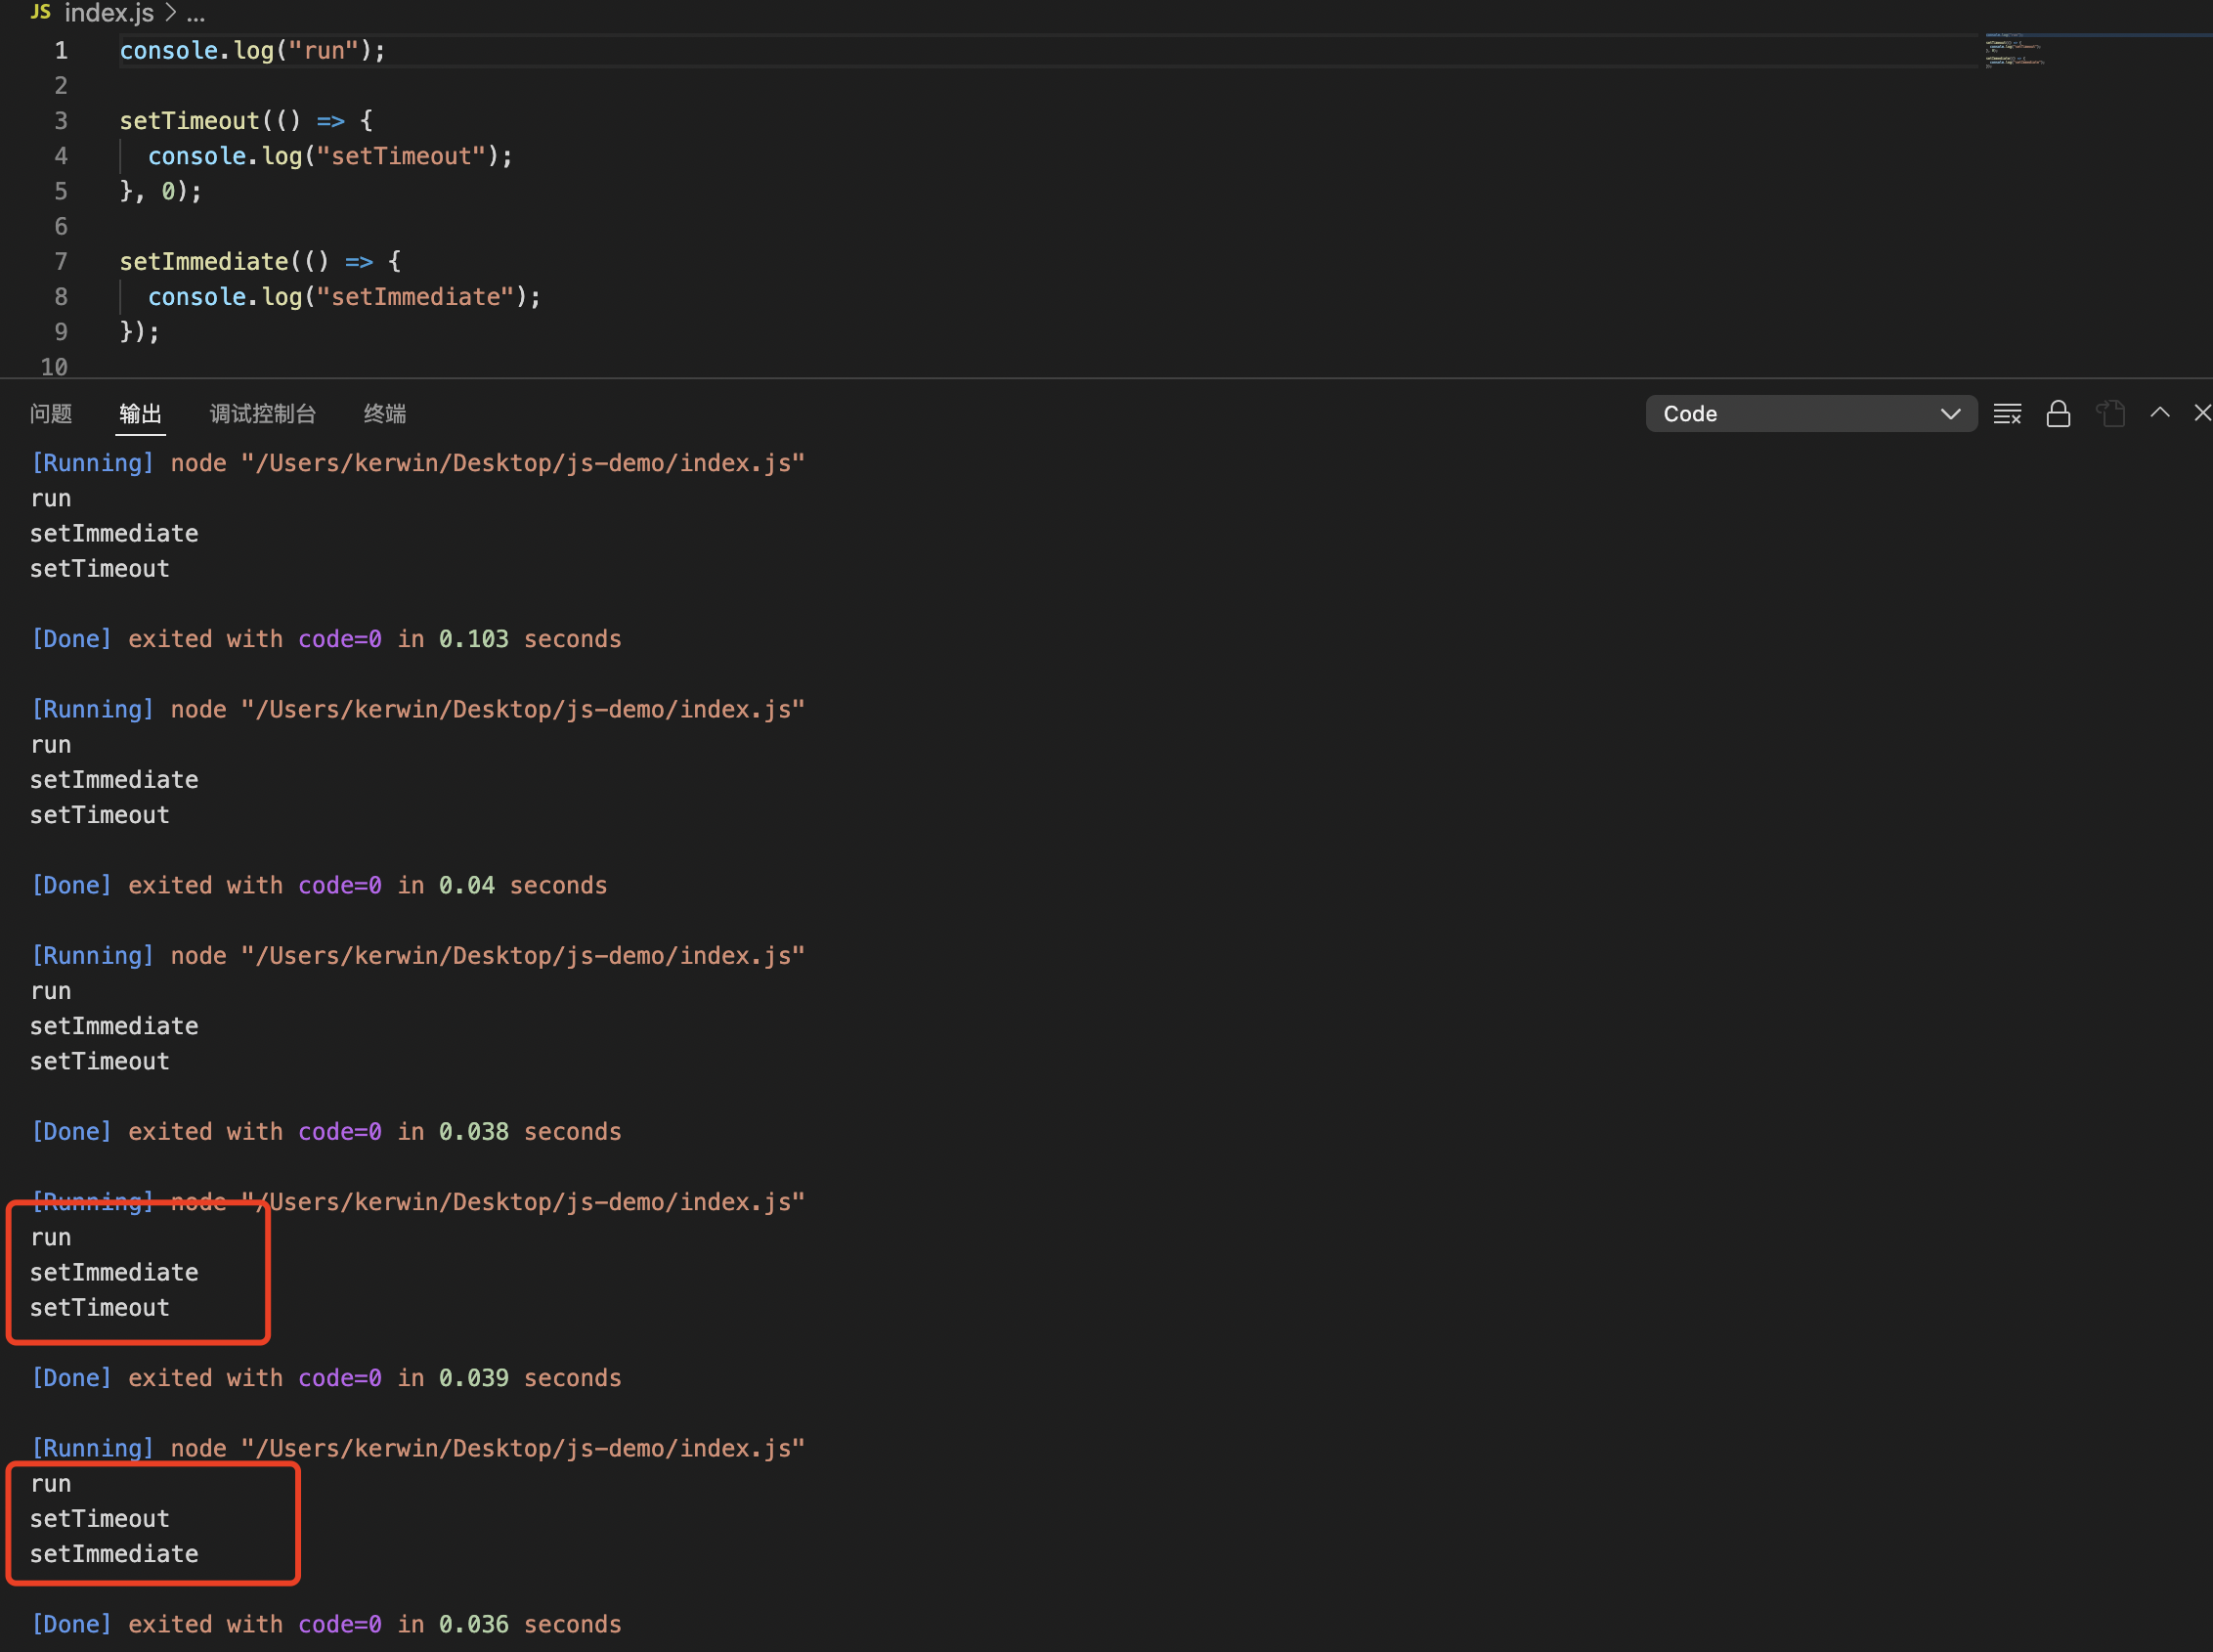 JS index.js > ...
1 console.log("run");
2
3 setTimeout(() => {
4 console.log("setTimeout");
5 }, 0);
6
7 setImmediate(() => {
8 console.log("setImmediate");
9 });
10
问题 输出 调试控制台 终端 Code
[Running] node "/Users/kerwin/Desktop/js-demo/index.js"
run
setImmediate
setTimeout
[Done] exited with code=0 in 0.103 seconds
[Running] node "/Users/kerwin/Desktop/js-demo/index.js"
run
setImmediate
setTimeout
[Done] exited with code=0 in 0.04 seconds
[Running] node "/Users/kerwin/Desktop/js-demo/index.js"
run
setImmediate
setTimeout
[Done] exited with code=0 in 0.038 seconds
[Running] node "/Users/kerwin/Desktop/js-demo/index.js"
run
setImmediate
setTimeout
[Done] exited with code=0 in 0.039 seconds
[Running] node "/Users/kerwin/Desktop/js-demo/index.js"
run
setTimeout
setImmediate
[Done] exited with code=0 in 0.036 seconds